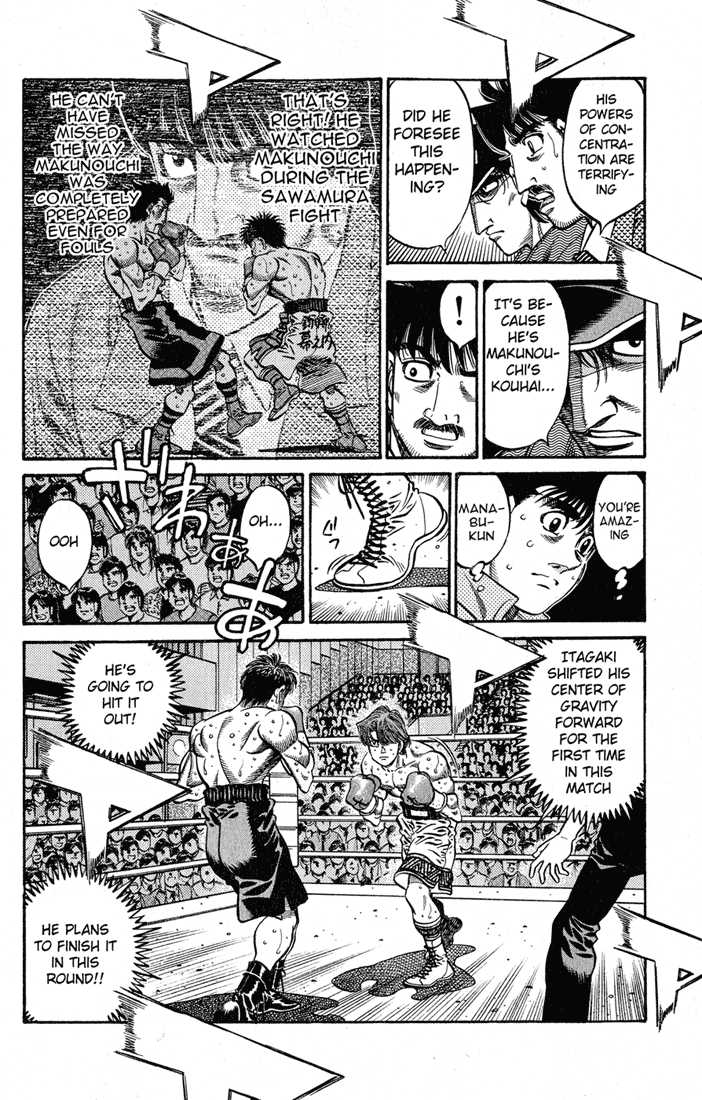 HIS
POWERS
OF CON-
CENTRA-
TION ARE
TERRIFY-
ING
DID HE
FORESEE
THIS
HAPPEN-
ING?
IT'S BE-
CAUSE
HE'S
MAKUNOU-
CHI'S
KOUHAI...
!
THAT'S
RIGHT! HE
WATCHED
MAKUNOUCHI
DURING THE
SAWAMURA
FIGHT
HE CAN'T
HAVE
MISSED
THE WAY
MAKUNOUCHI
WAS
COMPLETELY
PREPARED
EVEN FOR
FOULS
YOU'RE
AMAZ-
ING
MANA-
BU-
KUN
OH...
OOH
ITAGAKI
SHIFTED HIS
CENTER OF
GRAVITY
FORWARD
FOR THE
FIRST TIME
IN THIS
MATCH
HE'S
GOING TO
HIT IT
OUT!
HE PLANS
TO FINISH IT
IN THIS
ROUND!!